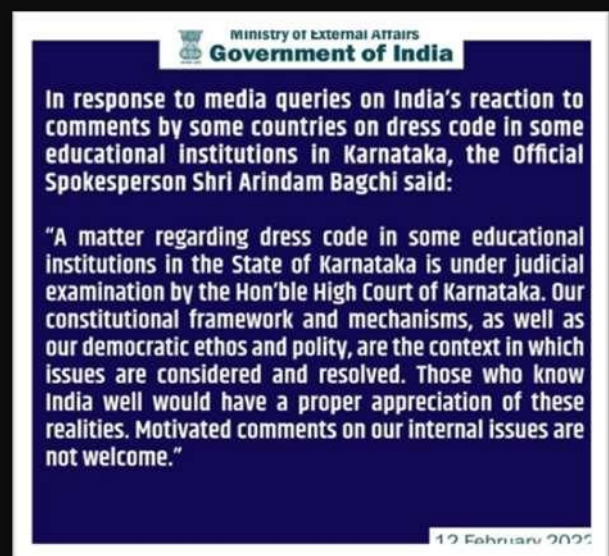 Ministry of External Affairs
Government of India
In response to media queries on India's reaction to
comments by some countries on dress code in some
educational institutions in Karnataka, the Official
Spokesperson Shri Arindam Bagchi said:
"A matter regarding dress code in some educational
institutions in the State of Karnataka is under judicial
examination by the Hon'ble High Court of Karnataka. Our
constitutional framework and mechanisms, as well as
our democratic ethos and polity, are the context in which
issues are considered and resolved. Those who know
India well would have a proper appreciation of these
realities. Motivated comments on our internal issues are
not welcome."
12 February 2022